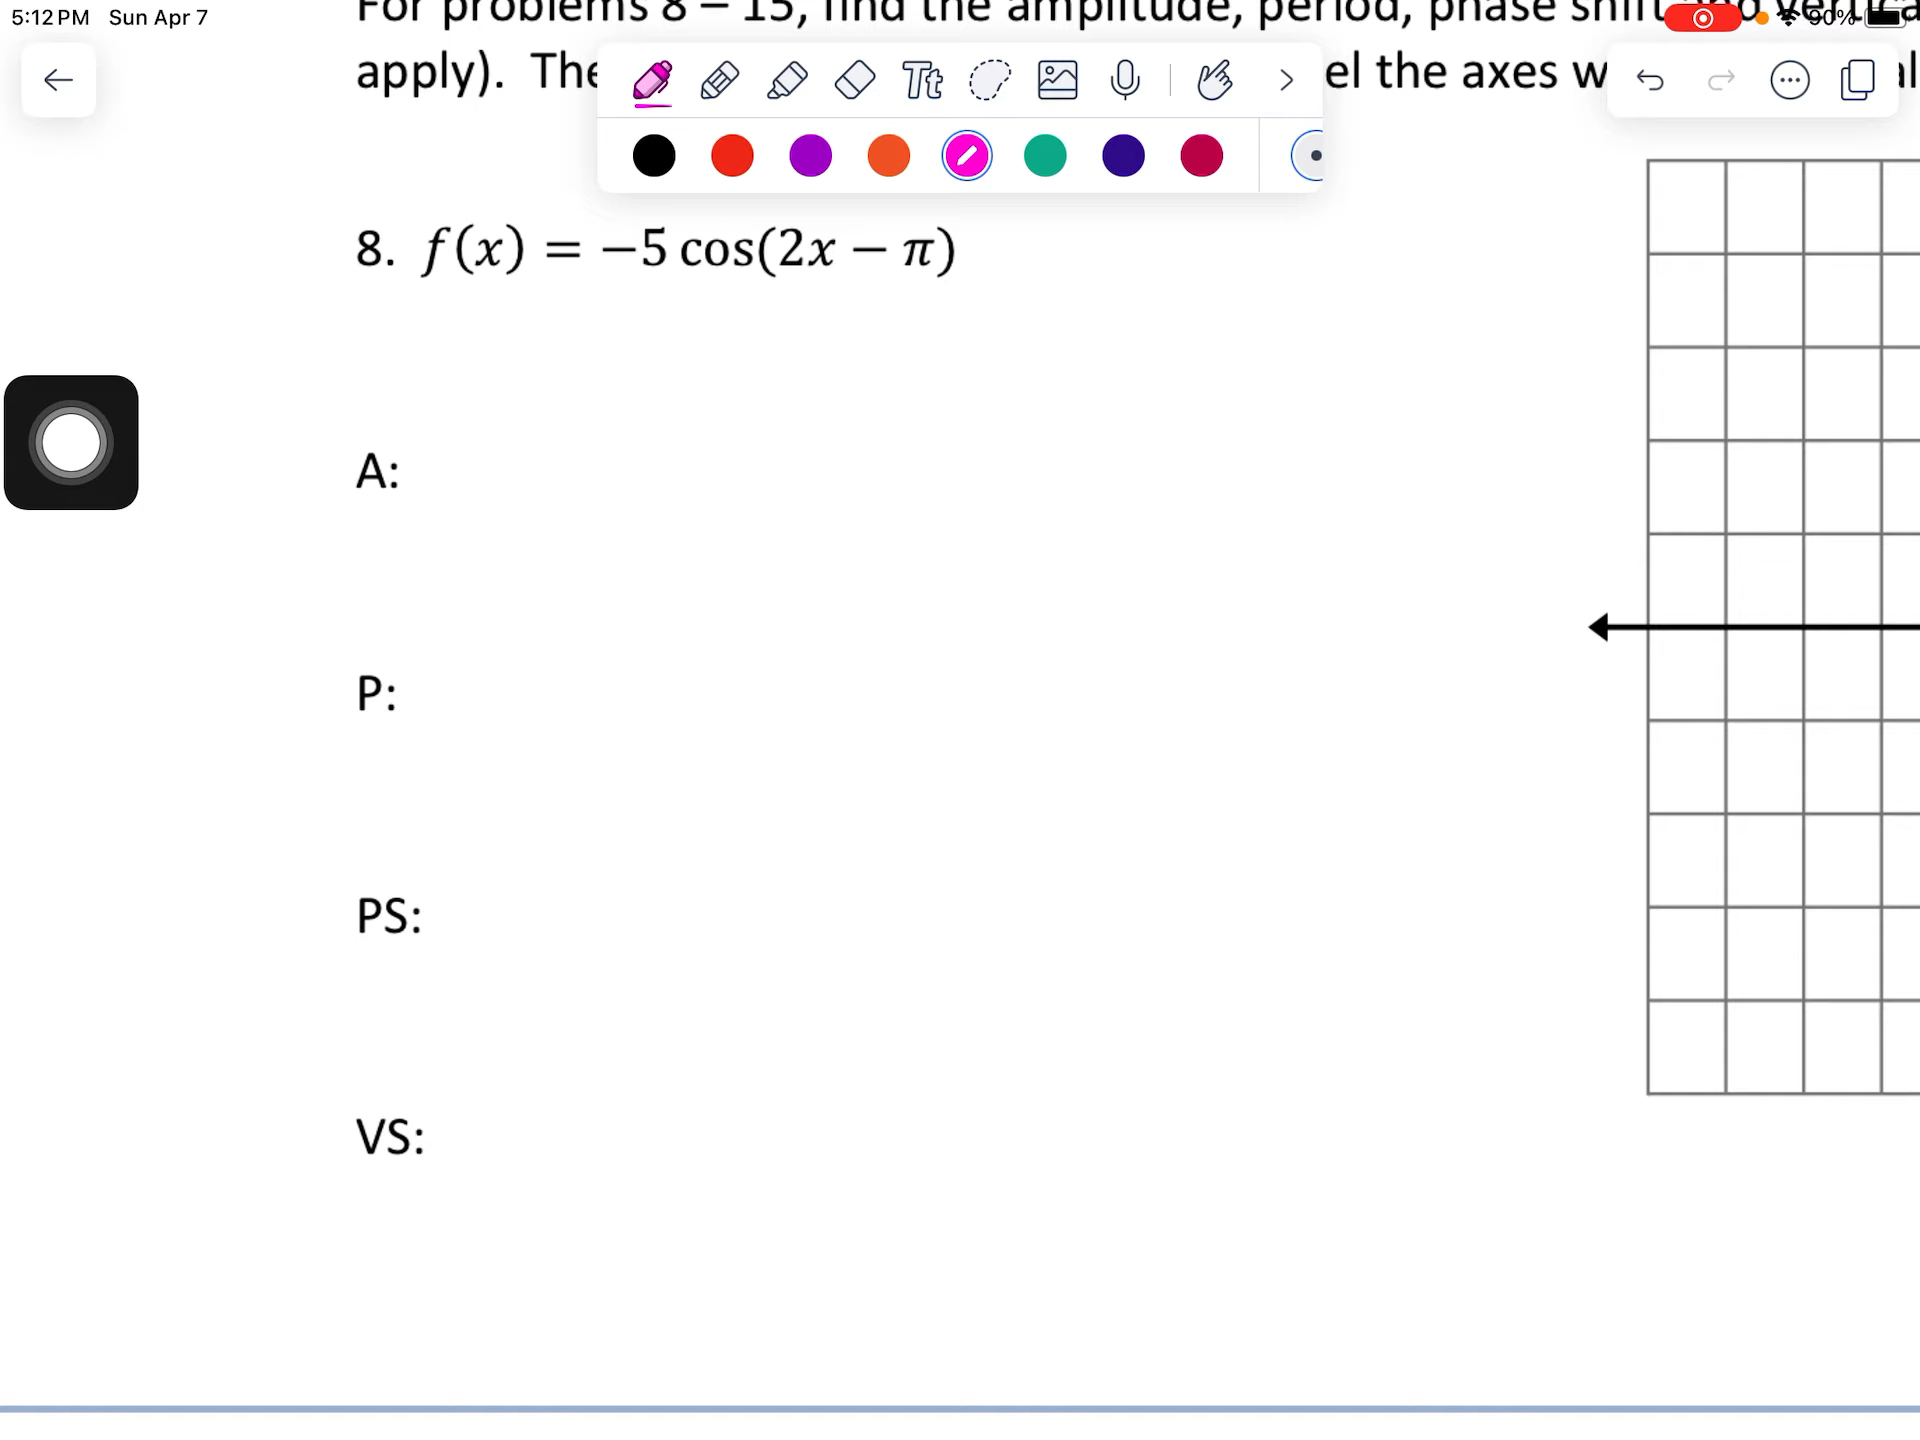 5:12 PM Sun Apr 7
90%
For problems 8 – 15, find the amplitude, period, phase shift
apply). The
el the axes w
Tt
8. f(x) = −5 cos(2x − π)
A:
P:
PS:
VS: